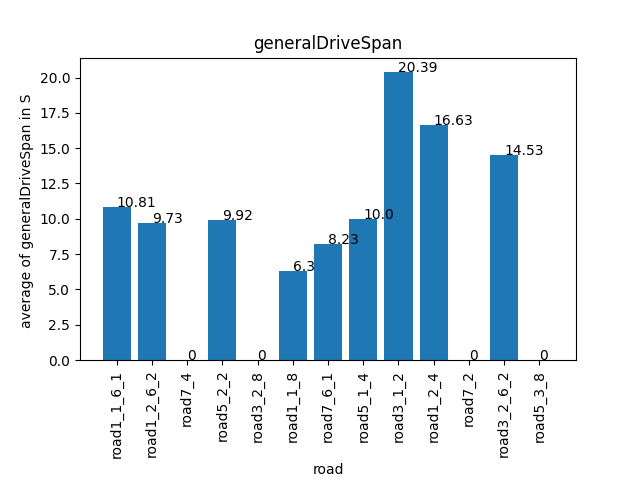 generalDriveSpan
average of generalDriveSpan in S
20.0
17.5
15.0
12.5
10.0
7.5
5.0
2.5
0.0
10.81
9.73
0
9.92
0
6.3
8.23
10.0
20.39
16.63
0
14.53
0
road1_1_6_1
road1_2_6_2
road7_4
road5_2_2
road3_2_8
road1_1_8
road7_6_1
road5_1_4
road3_1_2
road1_2_4
road7_2
road3_2_6_2
road5_3_8
road